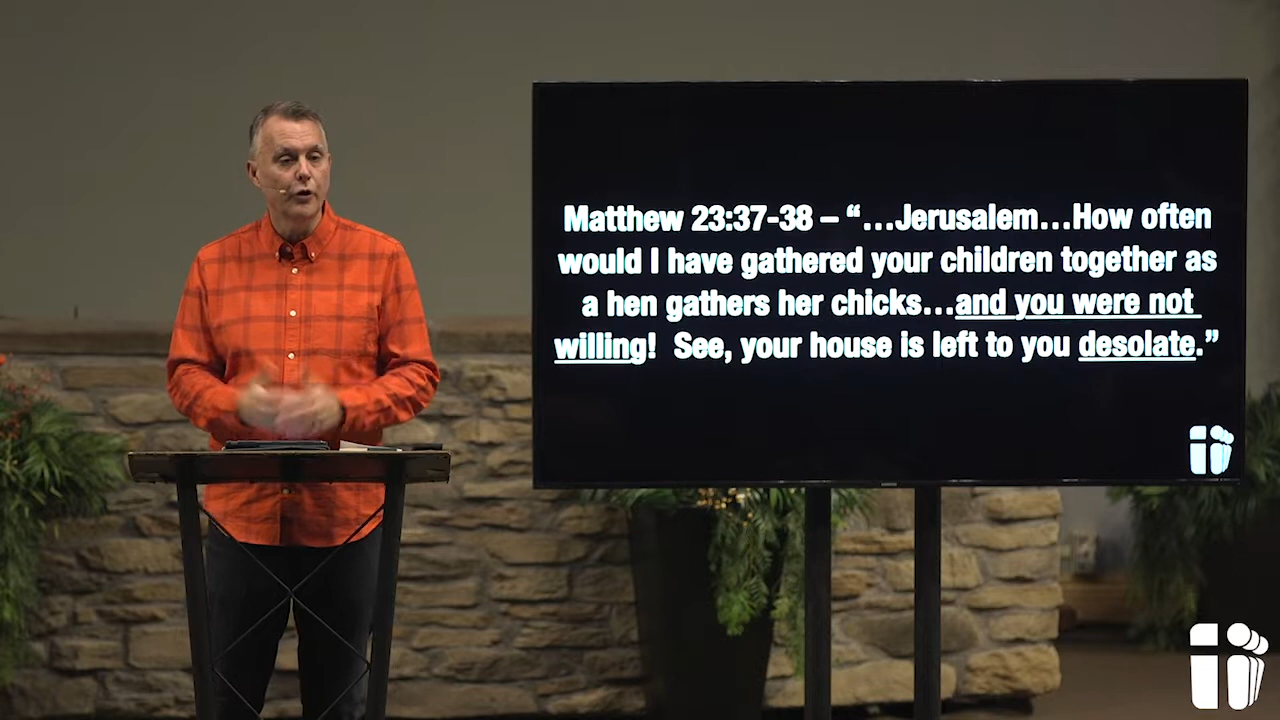 Matthew 23:37-38 – “…Jerusalem…How often
would I have gathered your children together as
a hen gathers her chicks…and you were not
willing!  See, your house is left to you desolate.”